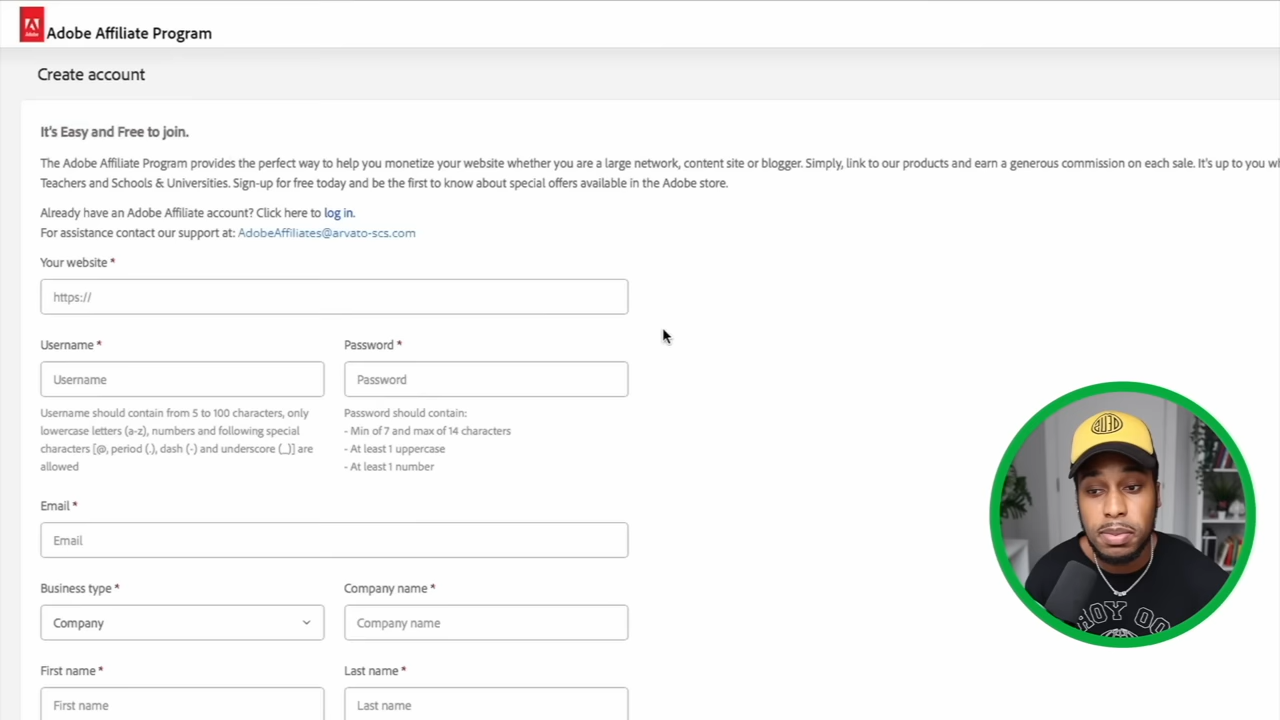 Adobe
Adobe Affiliate Program
Create account
It's Easy and Free to join.
The Adobe Affiliate Program provides the perfect way to help you monetize your website whether you are a large network, content site or blogger. Simply, link to our products and earn a generous commission on each sale. It's up to you
Teachers and Schools & Universities. Sign-up for free today and be the first to know about special offers available in the Adobe store.
Already have an Adobe Affiliate account? Click here to log in.
For assistance contact our support at: AdobeAffiliates@arvato-scs.com
Your website *
https://
Username * Password *
Username Password
Username should contain from 5 to 100 characters, only
lowercase letters (a-z), numbers and following special
characters [@, period (.), dash (-) and underscore (_)] are
allowed
Password should contain:
- Min of 7 and max of 14 characters
- At least 1 uppercase
- At least 1 number
Email *
Email
Business type * Company name *
Company Company name
First name * Last name *
First name Last name